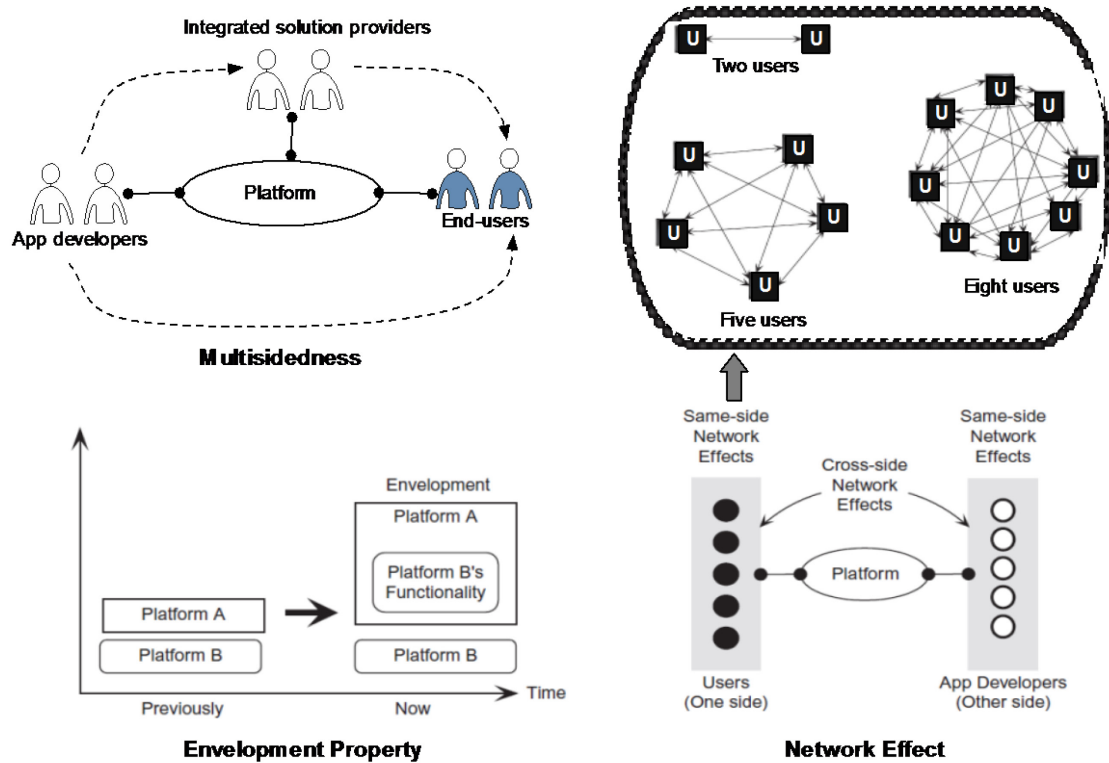 Integrated solution providers
Platform
App developers
End-users
Multisidedness
U
U
Two users
U
U
U
U
U
Five users
U
U
U
U
U
U
U
U
Eight users
Envelopment
Platform A
Platform B's
Functionality
Platform A
Platform B
Platform B
Time
Previously
Now
Envelopment Property
Same-side
Network
Effects
Same-side
Network
Effects
Cross-side
Network
Effects
Platform
Users
(One side)
App Developers
(Other side)
Network Effect